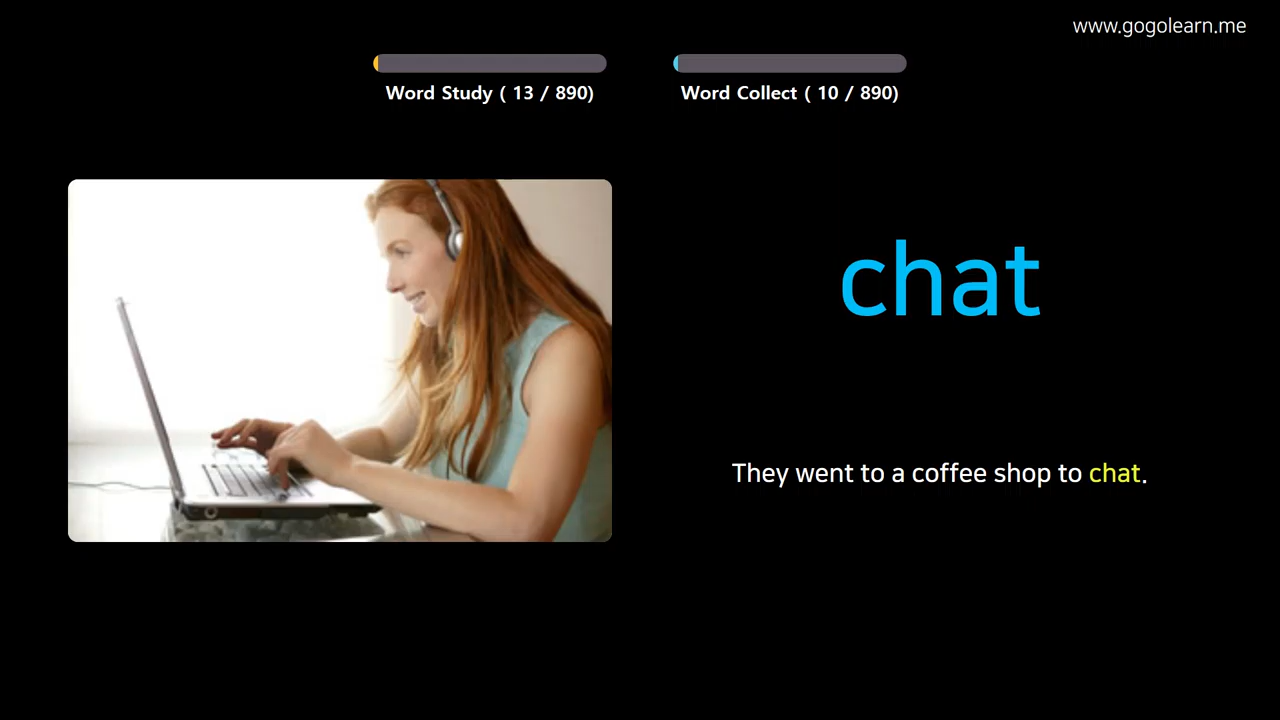 www.gogolearn.me
Word Study ( 13 / 890)
Word Collect ( 10 / 890)
chat
They went to a coffee shop to chat.